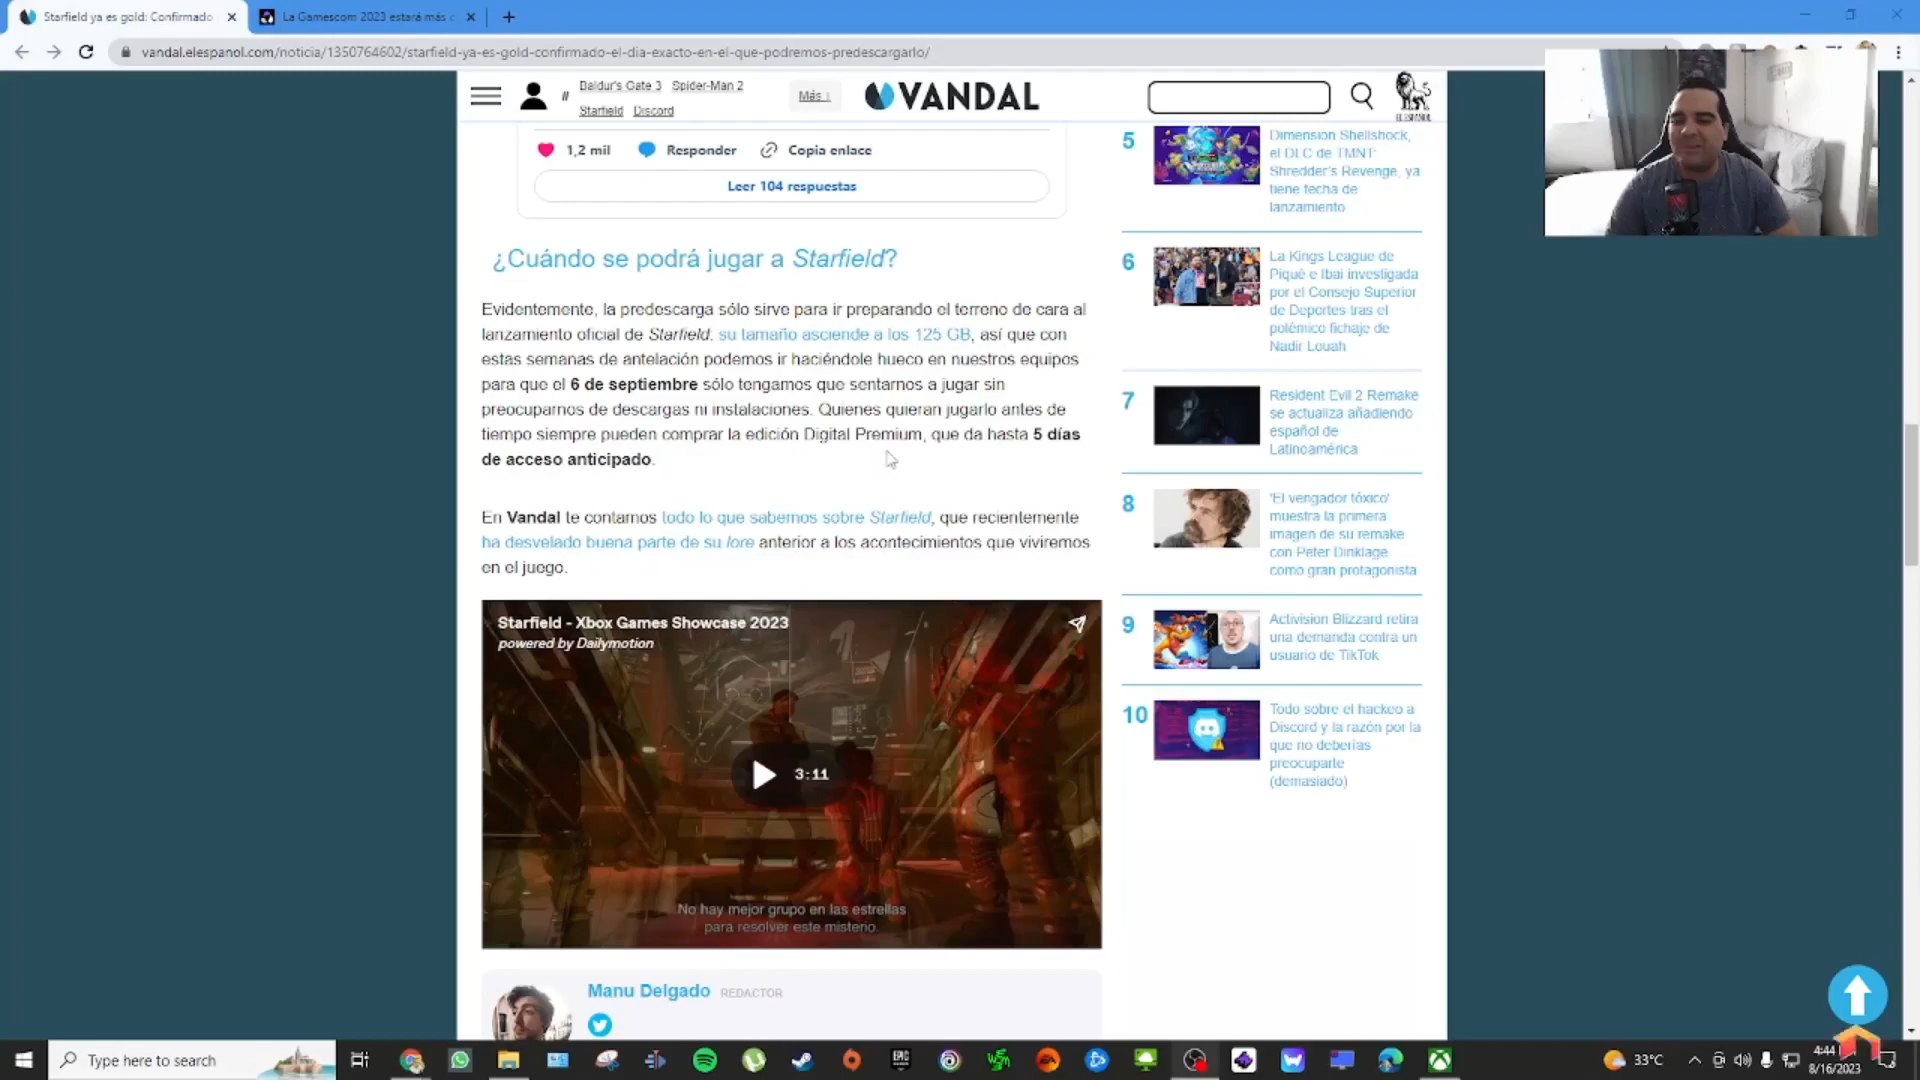 Starfield ya es gold: Confirmado
La Gamescom 2023 estará más
vandal.elespanol.com/noticia/1350764602/starfield-ya-es-gold-confirmado-el-dia-exacto-en-el-que-podremos-predescargarlo/
//
Baldur's Gate 3 Spider-Man 2
Starfield Discord
Más ↓
VANDAL
EL ESPAÑOL
1,2 mil Responder Copia enlace
Leer 104 respuestas
¿Cuándo se podrá jugar a Starfield?
Evidentemente, la predescarga sólo sirve para ir preparando el terreno de cara al
lanzamiento oficial de Starfield. su tamaño asciende a los 125 GB, así que con
estas semanas de antelación podemos ir haciéndole hueco en nuestros equipos
para que el 6 de septiembre sólo tengamos que sentarnos a jugar sin
preocuparnos de descargas ni instalaciones. Quienes quieran jugarlo antes de
tiempo siempre pueden comprar la edición Digital Premium, que da hasta 5 días
de acceso anticipado.
En Vandal te contamos todo lo que sabemos sobre Starfield, que recientemente
ha desvelado buena parte de su lore anterior a los acontecimientos que viviremos
en el juego.
Starfield - Xbox Games Showcase 2023
powered by Dailymotion
3:11
No hay mejor grupo en las estrellas
para resolver este misterio.
Manu Delgado REDACTOR
5
Dimension Shellshock,
el DLC de TMNT:
Shredder's Revenge, ya
tiene fecha de
lanzamiento
6
La Kings League de
Piqué e Ibai investigada
por el Consejo Superior
de Deportes tras el
polémico fichaje de
Nadir Louah
7
Resident Evil 2 Remake
se actualiza añadiendo
español de
Latinoamérica
8
'El vengador tóxico'
muestra la primera
imagen de su remake
con Peter Dinklage
como gran protagonista
9
Activision Blizzard retira
una demanda contra un
usuario de TikTok
10
Todo sobre el hackeo a
Discord y la razón por la
que no deberías
preocuparte
(demasiado)
Type here to search
EPIC
33°C
4:44
8/16/2023